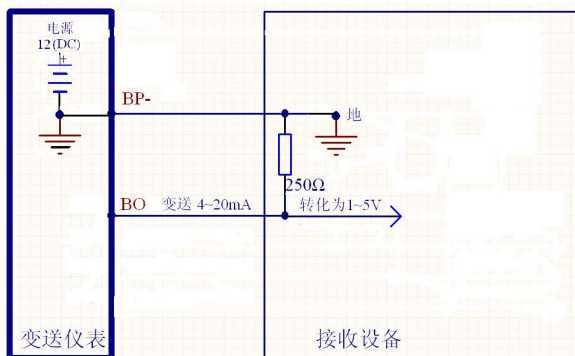 电源
12(DC)
+
BP-
地
250Ω
BO 变送 4~20mA 转化为1~5V
变送仪表 接收设备